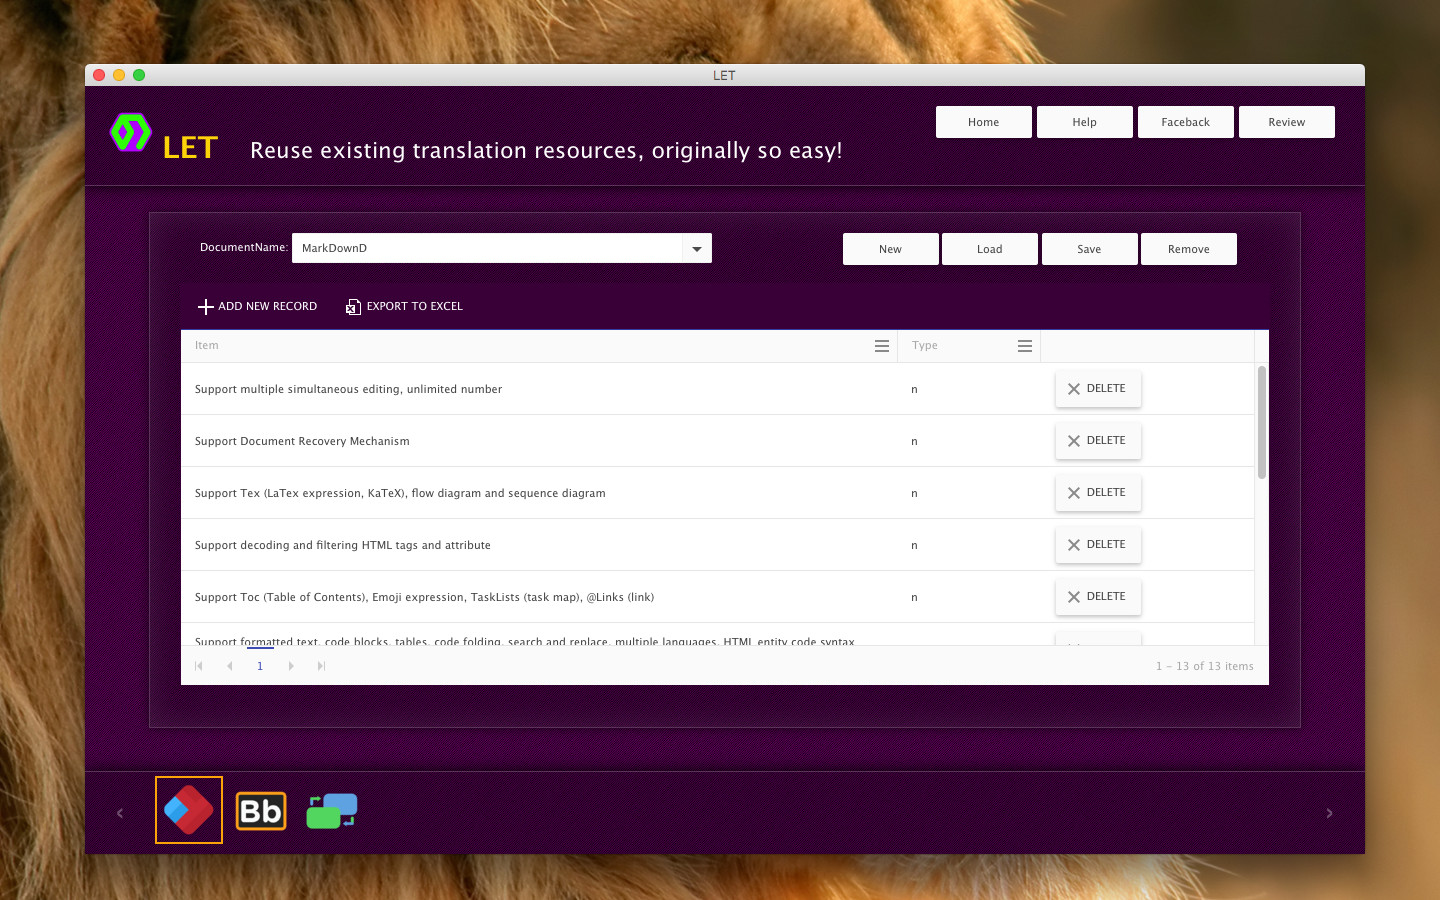 LET
LET
Reuse existing translation resources, originally so easy!
Home
Help
Faceback
Review
DocumentName:
MarkDownD
New
Load
Save
Remove
ADD NEW RECORD
EXPORT TO EXCEL
Item
Type
Support multiple simultaneous editing, unlimited number
n
DELETE
Support Document Recovery Mechanism
n
DELETE
Support Tex (LaTex expression, KaTeX), flow diagram and sequence diagram
n
DELETE
Support decoding and filtering HTML tags and attribute
n
DELETE
Support Toc (Table of Contents), Emoji expression, TaskLists (task map), @Links (link)
n
DELETE
Support formatted text, code blocks, tables, code folding, search and replace, multiple languages, HTML entity code syntax
1
1 - 13 of 13 items
Bb